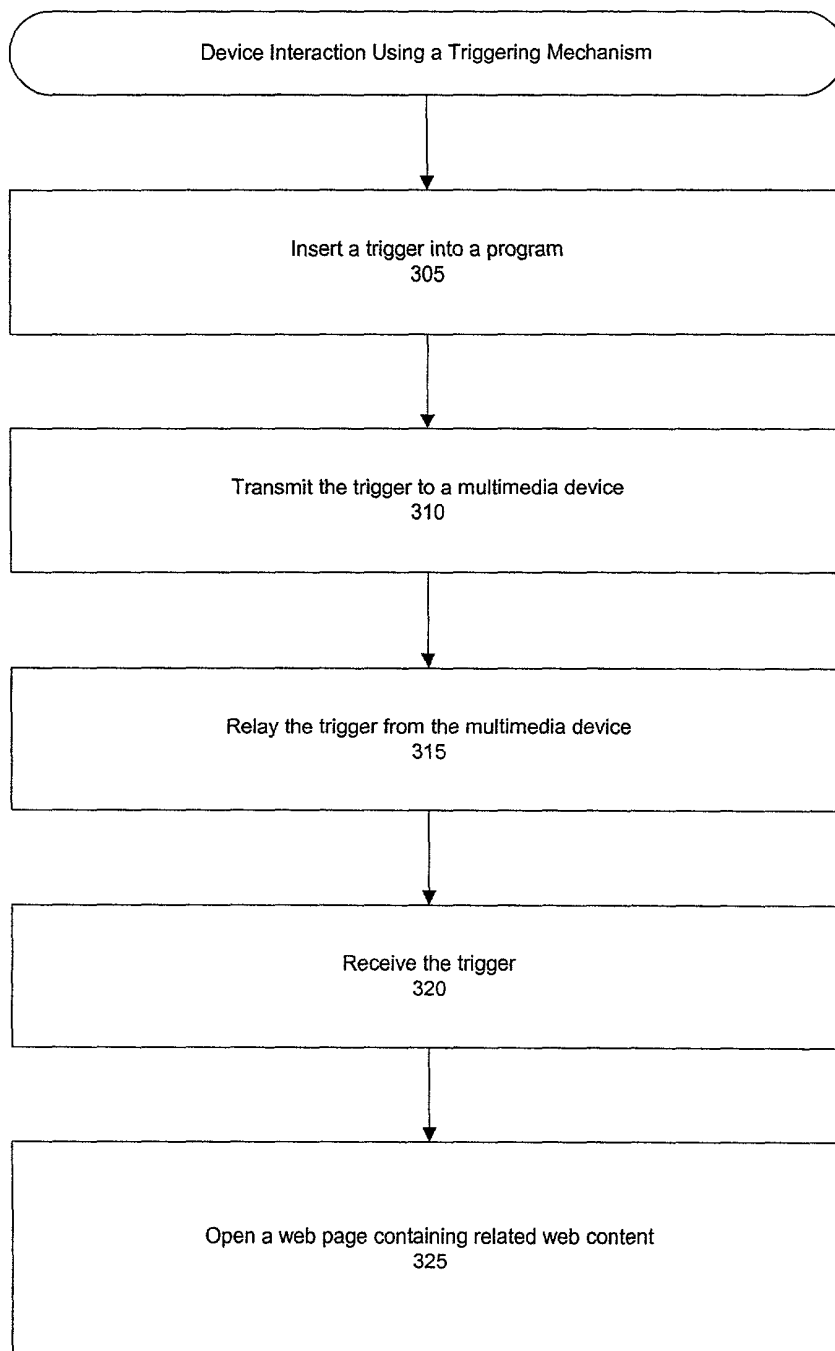 Device Interaction Using a Triggering Mechanism
Insert a trigger into a program
305
Transmit the trigger to a multimedia device
310
Relay the trigger from the multimedia device
315
Receive the trigger
320
Open a web page containing related web content
325